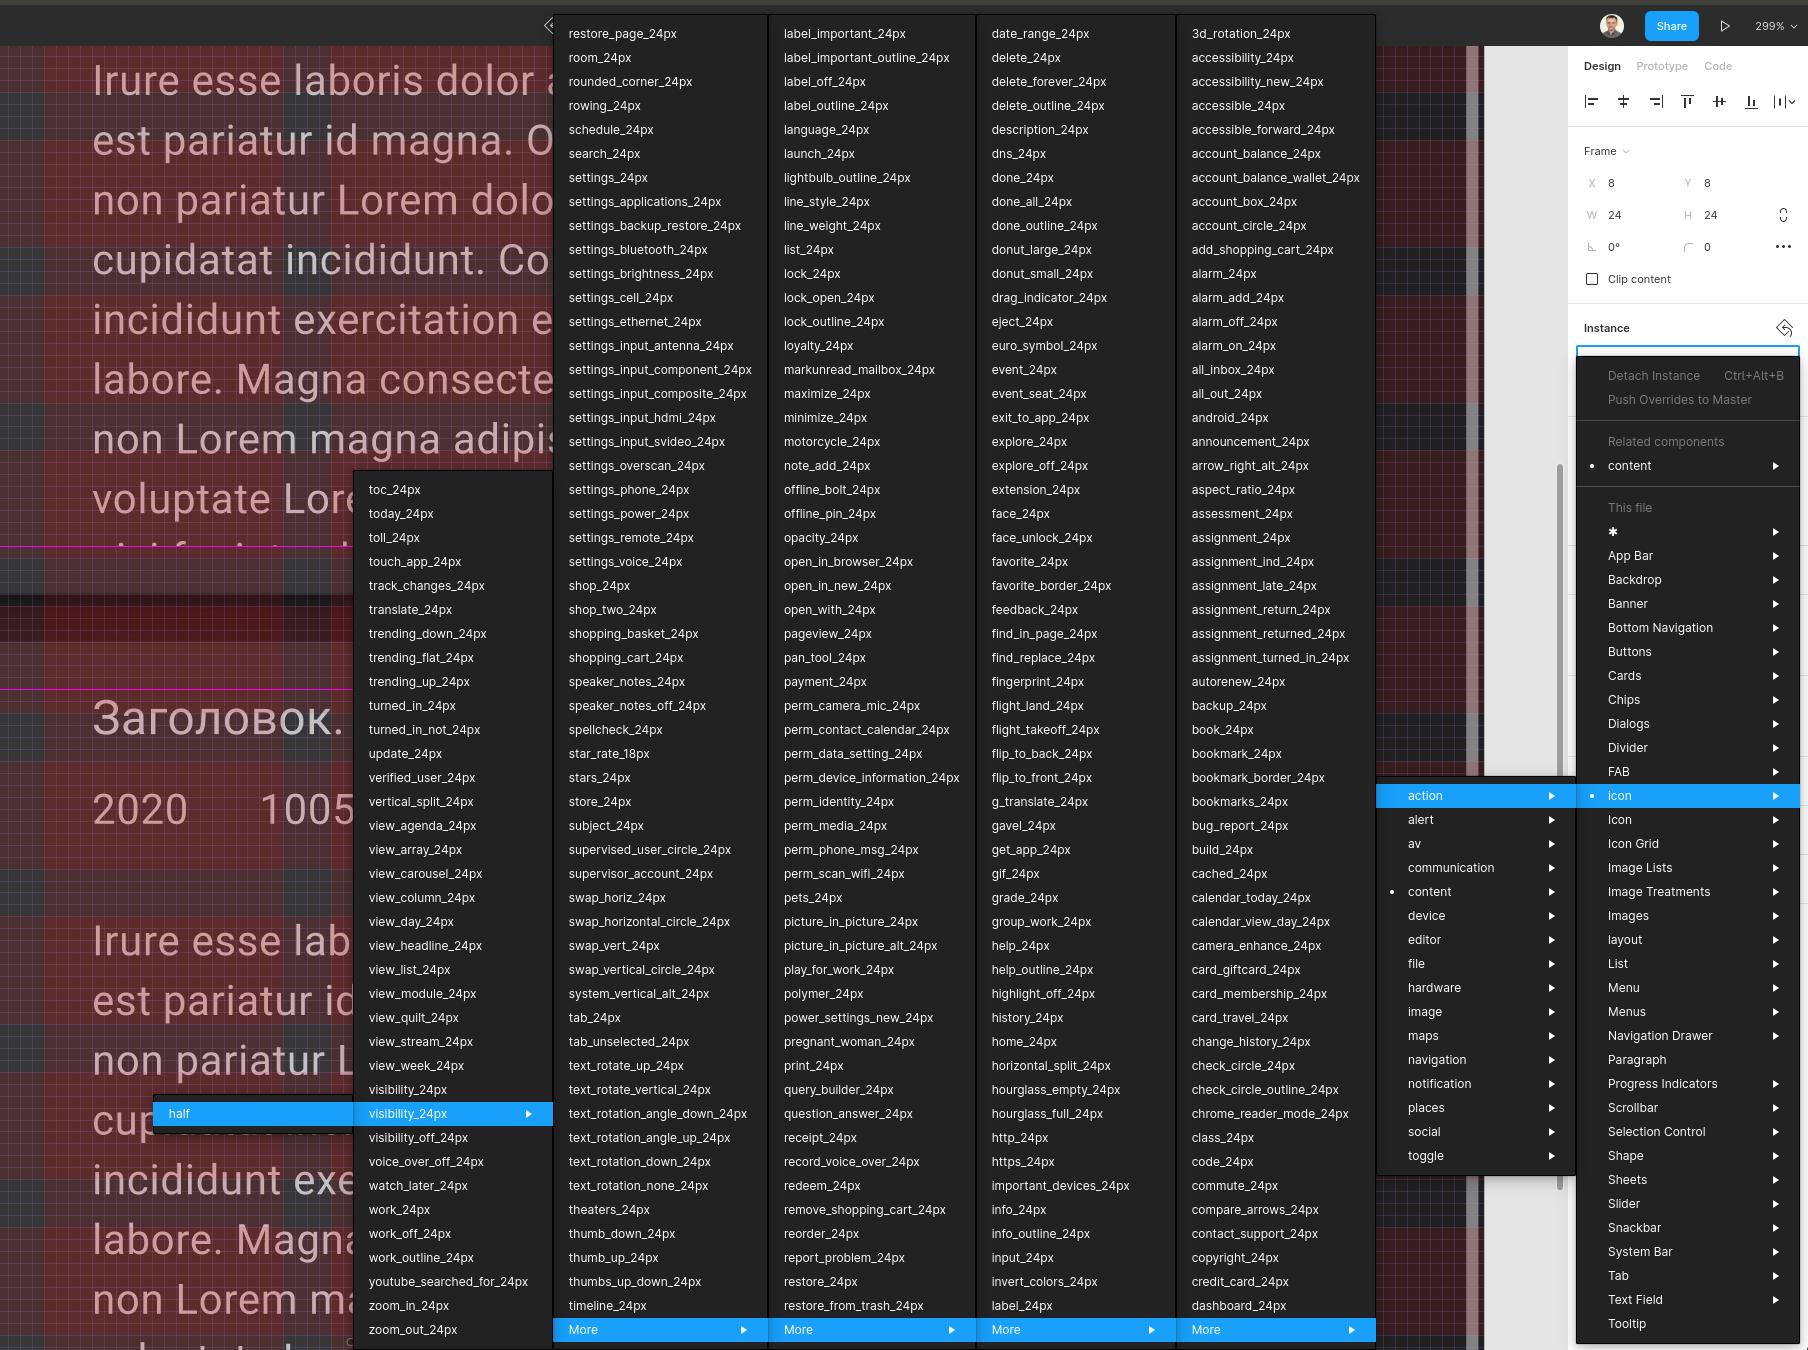 Share
299%
Irure esse laboris dolor
est pariatur id magna.
non pariatur Lorem
cupidatat incididunt.
incididunt exercitation
labore. Magna
non Lorem magna
voluptate
Заголовок.
2020 1005
Irure esse
est pariatur id
non pariatur
incididunt
labore.
non Lorem
half
toc_24px
today_24px
toll_24px
touch_app_24px
track_changes_24px
translate_24px
trending_down_24px
trending_flat_24px
trending_up_24px
turned_in_24px
turned_in_not_24px
update_24px
verified_user_24px
vertical_split_24px
view_agenda_24px
view_array_24px
view_carousel_24px
view_column_24px
view_day_24px
view_headline_24px
view_list_24px
view_module_24px
view_quilt_24px
view_stream_24px
view_week_24px
visibility_24px
visibility_24px
visibility_off_24px
voice_over_off_24px
watch_later_24px
work_24px
work_off_24px
work_outline_24px
youtube_searched_for_24px
zoom_in_24px
zoom_out_24px
restore_page_24px
room_24px
rounded_corner_24px
rowing_24px
schedule_24px
search_24px
settings_24px
settings_applications_24px
settings_backup_restore_24px
settings_bluetooth_24px
settings_brightness_24px
settings_cell_24px
settings_ethernet_24px
settings_input_antenna_24px
settings_input_component_24px
settings_input_composite_24px
settings_input_hdmi_24px
settings_input_svideo_24px
settings_overscan_24px
settings_phone_24px
settings_power_24px
settings_remote_24px
settings_voice_24px
shop_24px
shop_two_24px
shopping_basket_24px
shopping_cart_24px
speaker_notes_24px
speaker_notes_off_24px
spellcheck_24px
star_rate_18px
stars_24px
store_24px
subject_24px
supervised_user_circle_24px
supervisor_account_24px
swap_horiz_24px
swap_horizontal_circle_24px
swap_vert_24px
swap_vertical_circle_24px
system_vertical_alt_24px
tab_24px
tab_unselected_24px
text_rotate_up_24px
text_rotate_vertical_24px
text_rotation_angle_down_24px
text_rotation_angle_up_24px
text_rotation_down_24px
text_rotation_none_24px
theaters_24px
thumb_down_24px
thumb_up_24px
thumbs_up_down_24px
timeline_24px
More
label_important_24px
label_important_outline_24px
label_off_24px
label_outline_24px
language_24px
launch_24px
lightbulb_outline_24px
line_style_24px
line_weight_24px
list_24px
lock_24px
lock_open_24px
lock_outline_24px
loyalty_24px
markunread_mailbox_24px
maximize_24px
minimize_24px
motorcycle_24px
note_add_24px
offline_bolt_24px
offline_pin_24px
opacity_24px
open_in_browser_24px
open_in_new_24px
open_with_24px
pageview_24px
pan_tool_24px
payment_24px
perm_camera_mic_24px
perm_contact_calendar_24px
perm_data_setting_24px
perm_device_information_24px
perm_identity_24px
perm_media_24px
perm_phone_msg_24px
perm_scan_wifi_24px
pets_24px
picture_in_picture_24px
picture_in_picture_alt_24px
play_for_work_24px
polymer_24px
power_settings_new_24px
pregnant_woman_24px
print_24px
query_builder_24px
question_answer_24px
receipt_24px
record_voice_over_24px
redeem_24px
remove_shopping_cart_24px
reorder_24px
report_problem_24px
restore_24px
restore_from_trash_24px
More
date_range_24px
delete_24px
delete_forever_24px
delete_outline_24px
description_24px
dns_24px
done_24px
done_all_24px
done_outline_24px
donut_large_24px
donut_small_24px
drag_indicator_24px
eject_24px
euro_symbol_24px
event_24px
event_seat_24px
exit_to_app_24px
explore_24px
explore_off_24px
extension_24px
face_24px
face_unlock_24px
favorite_24px
favorite_border_24px
feedback_24px
find_in_page_24px
find_replace_24px
fingerprint_24px
flight_land_24px
flight_takeoff_24px
flip_to_back_24px
flip_to_front_24px
g_translate_24px
gavel_24px
get_app_24px
gif_24px
grade_24px
group_work_24px
help_24px
help_outline_24px
highlight_off_24px
history_24px
home_24px
horizontal_split_24px
hourglass_empty_24px
hourglass_full_24px
http_24px
https_24px
important_devices_24px
info_24px
info_outline_24px
input_24px
invert_colors_24px
label_24px
More
3d_rotation_24px
accessibility_24px
accessibility_new_24px
accessible_24px
accessible_forward_24px
account_balance_24px
account_balance_wallet_24px
account_box_24px
account_circle_24px
add_shopping_cart_24px
alarm_24px
alarm_add_24px
alarm_off_24px
alarm_on_24px
all_inbox_24px
all_out_24px
android_24px
announcement_24px
arrow_right_alt_24px
aspect_ratio_24px
assessment_24px
assignment_24px
assignment_ind_24px
assignment_late_24px
assignment_return_24px
assignment_returned_24px
assignment_turned_in_24px
autorenew_24px
backup_24px
book_24px
bookmark_24px
bookmark_border_24px
bookmarks_24px
bug_report_24px
build_24px
cached_24px
calendar_today_24px
calendar_view_day_24px
camera_enhance_24px
card_giftcard_24px
card_membership_24px
card_travel_24px
change_history_24px
check_circle_24px
check_circle_outline_24px
chrome_reader_mode_24px
class_24px
code_24px
commute_24px
compare_arrows_24px
contact_support_24px
copyright_24px
credit_card_24px
dashboard_24px
More
action
alert
av
communication
content
device
editor
file
hardware
image
maps
navigation
notification
places
social
toggle
Design Prototype Code
Frame
X 8 Y 8
W 24 H 24
0° 0
Clip content
Instance
Detach Instance Ctrl+Alt+B
Push Overrides to Master
Related components
content
This file
✱
App Bar
Backdrop
Banner
Bottom Navigation
Buttons
Cards
Chips
Dialogs
Divider
FAB
icon
Icon
Icon Grid
Image Lists
Image Treatments
Images
layout
List
Menu
Menus
Navigation Drawer
Paragraph
Progress Indicators
Scrollbar
Selection Control
Shape
Sheets
Slider
Snackbar
System Bar
Tab
Text Field
Tooltip